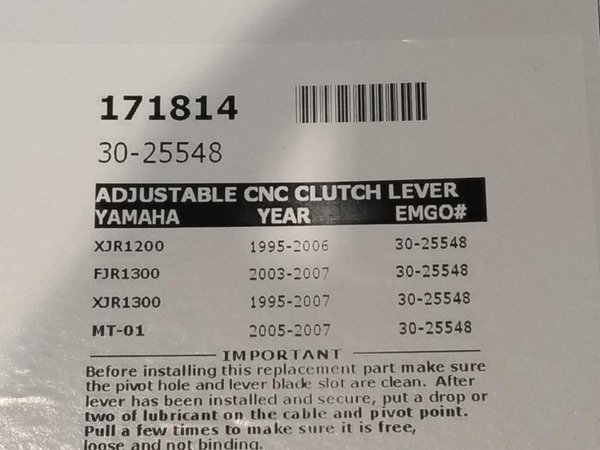 171814
30-25548
ADJUSTABLE CNC CLUTCH LEVER
YAMAHA YEAR EMGO#
XJR1200 1995-2006 30-25548
FJR1300 2003-2007 30-25548
XJR1300 1995-2007 30-25548
MT-01 2005-2007 30-25548
IMPORTANT
Before installing this replacement part make sure
the pivot hole and lever blade slot are clean. After
lever has been installed and secure, put a drop or
two of lubricant on the cable and pivot point.
Pull a few times to make sure it is free,
loose and not binding.